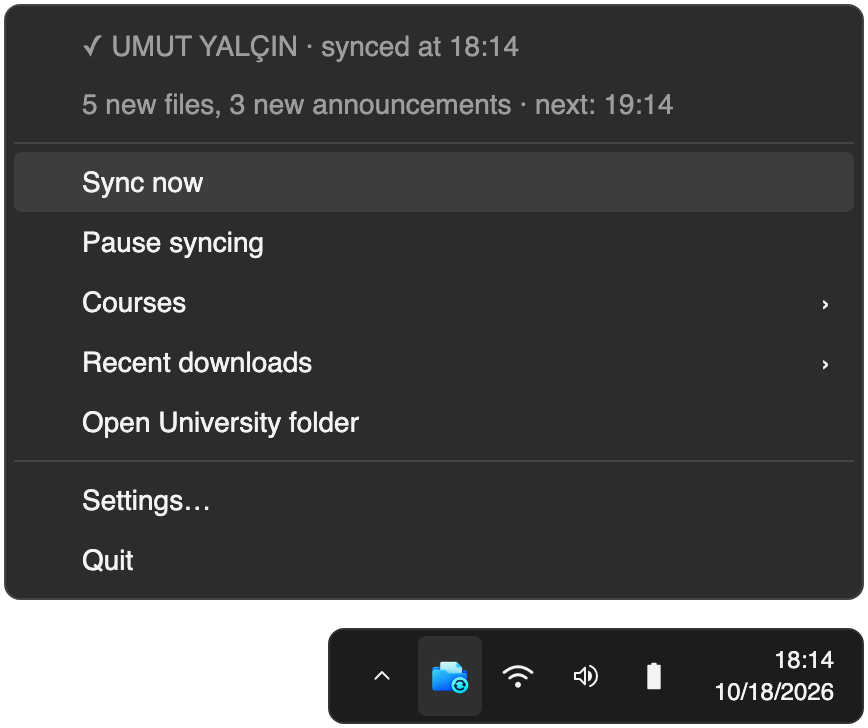 ✓ UMUT YALÇIN · synced at 18:14
5 new files, 3 new announcements · next: 19:14
Sync now
Pause syncing
Courses ›
Recent downloads ›
Open University folder
Settings…
Quit
18:14
10/18/2026